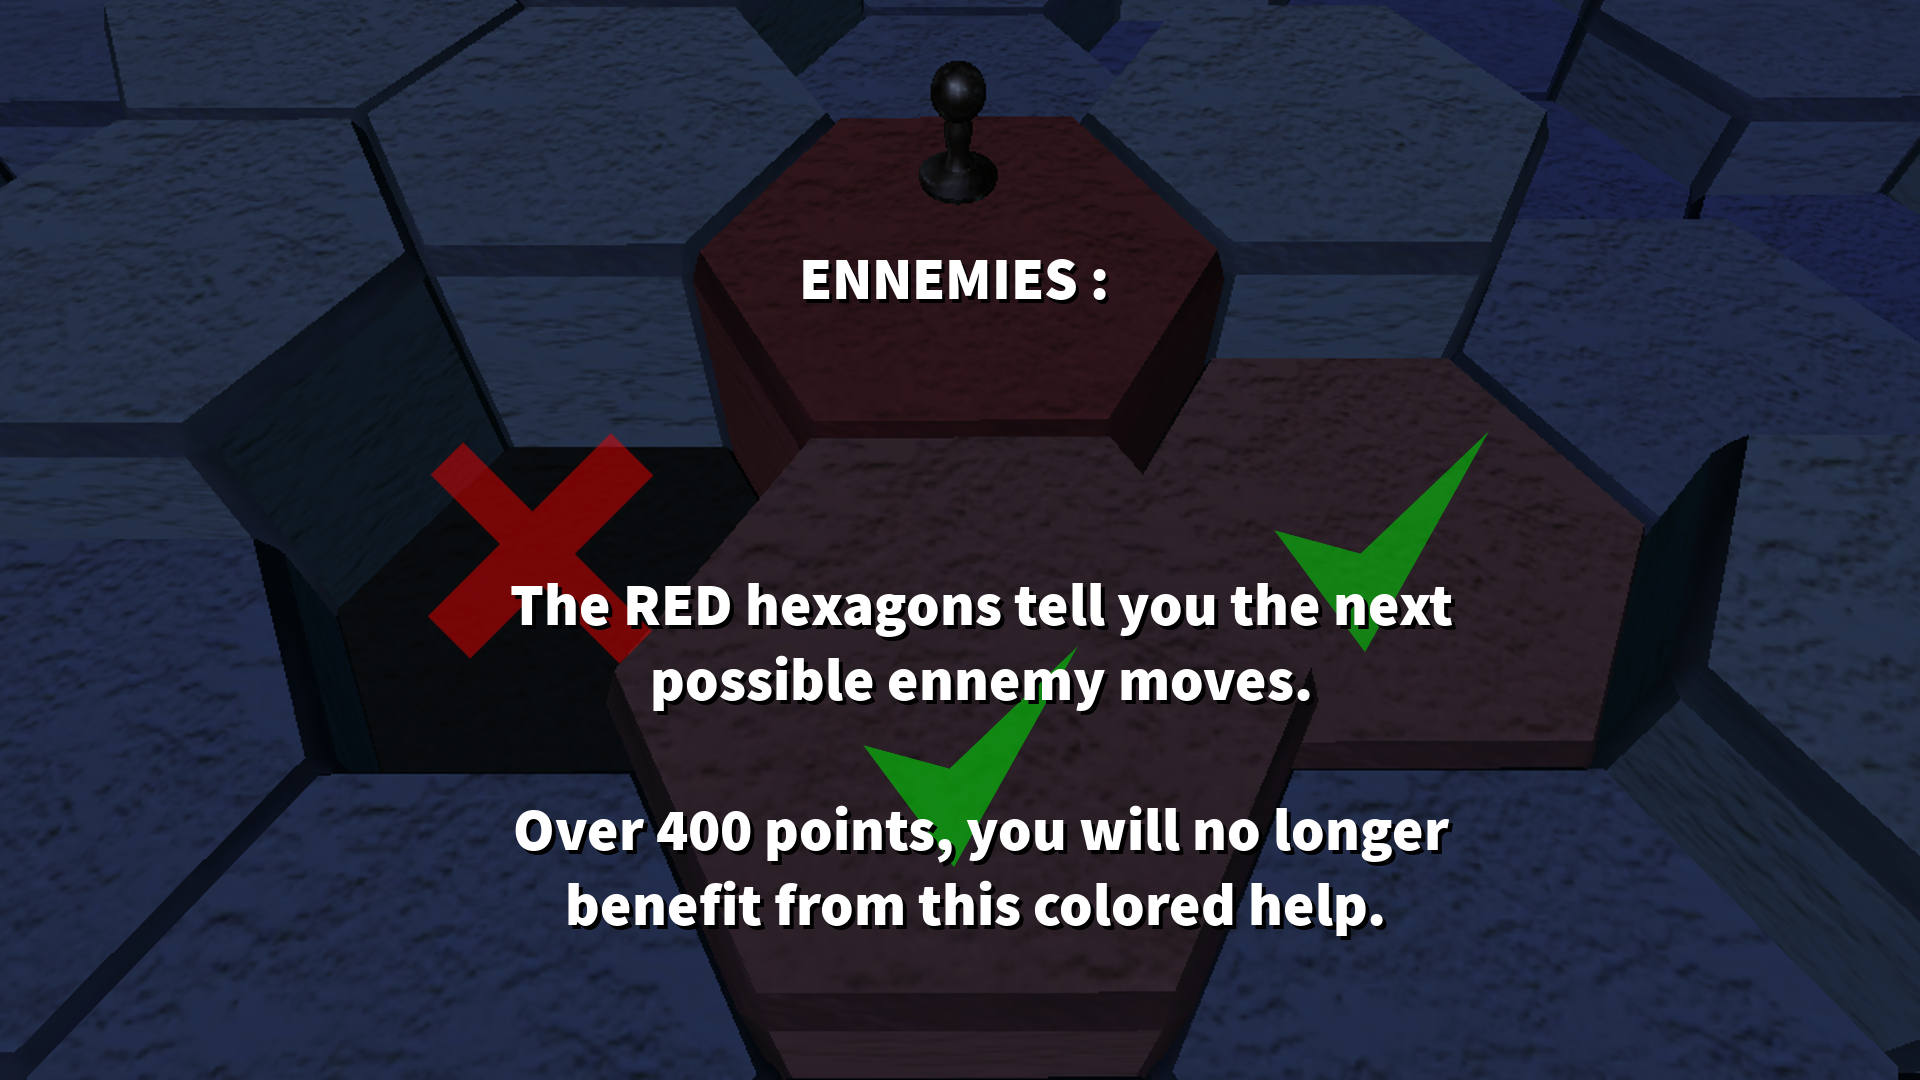 ENNEMIES :
The RED hexagons tell you the next
possible ennemy moves.
Over 400 points, you will no longer
benefit from this colored help.